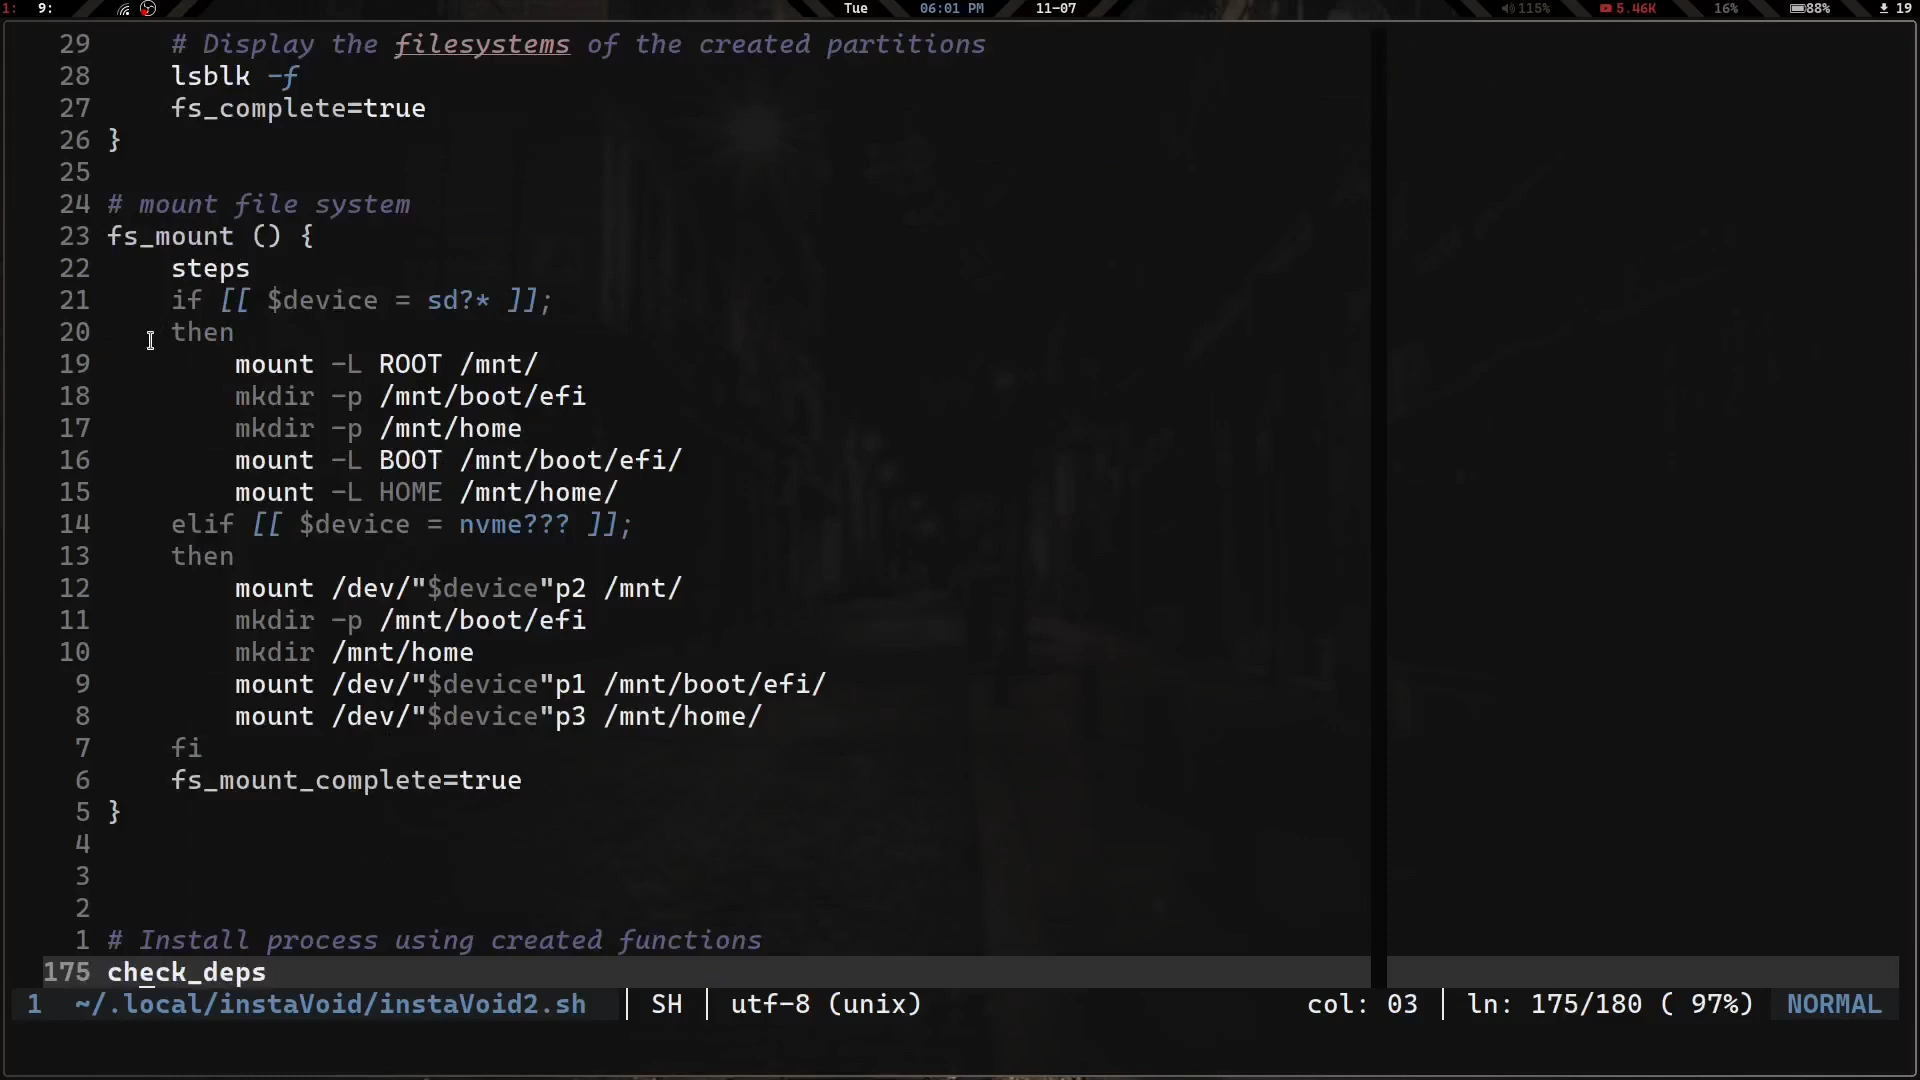 1: 9: Tue 06:01 PM 11-07 115% 5.46K 16% 88% 19
29 # Display the filesystems of the created partitions
28 lsblk -f
27 fs_complete=true
26 }
25
24 # mount file system
23 fs_mount () {
22 steps
21 if [[ $device = sd?* ]];
20 then
19 mount -L ROOT /mnt/
18 mkdir -p /mnt/boot/efi
17 mkdir -p /mnt/home
16 mount -L BOOT /mnt/boot/efi/
15 mount -L HOME /mnt/home/
14 elif [[ $device = nvme??? ]];
13 then
12 mount /dev/"$device"p2 /mnt/
11 mkdir -p /mnt/boot/efi
10 mkdir /mnt/home
9 mount /dev/"$device"p1 /mnt/boot/efi/
8 mount /dev/"$device"p3 /mnt/home/
7 fi
6 fs_mount_complete=true
5 }
4
3
2
1 # Install process using created functions
175 check_deps
1 ~/.local/instaVoid/instaVoid2.sh | SH | utf-8 (unix) col: 03 | ln: 175/180 ( 97%) NORMAL